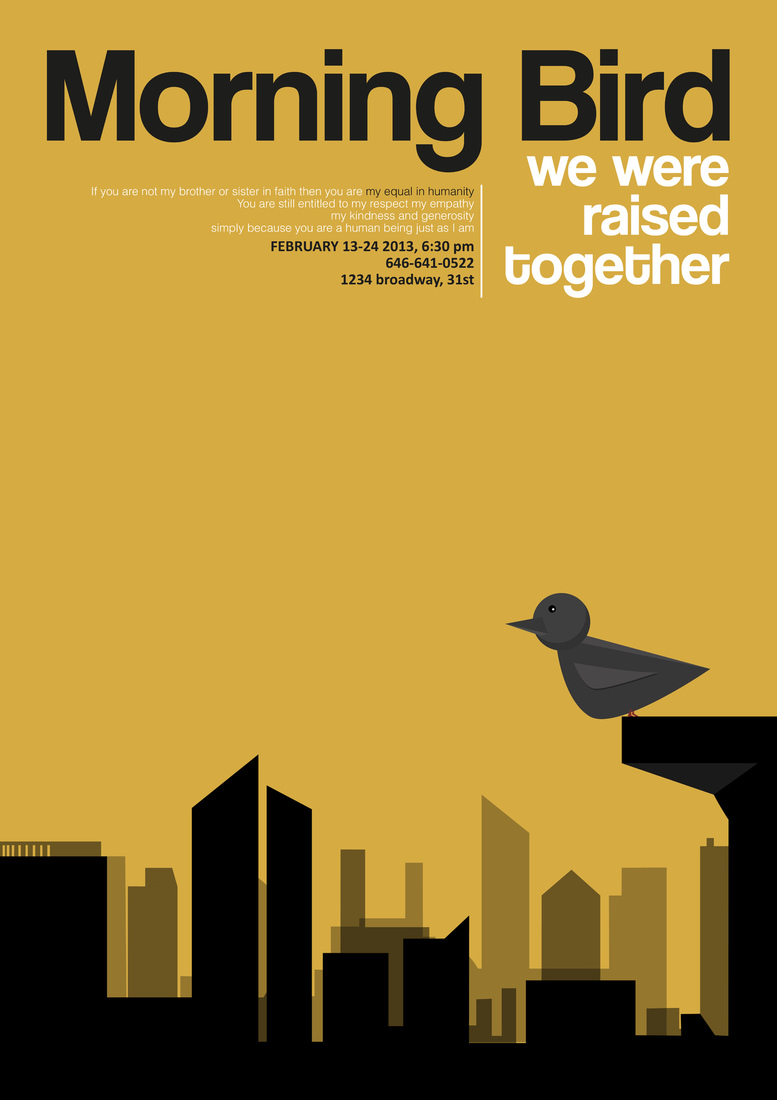 Morning Bird
we were
raised
together
If you are not my brother or sister in faith then you are my equal in humanity
You are still entitled to my respect my empathy
my kindness and generosity
simply because you are a human being just as I am
FEBRUARY 13-24 2013, 6:30 pm
646-641-0522
1234 broadway, 31st